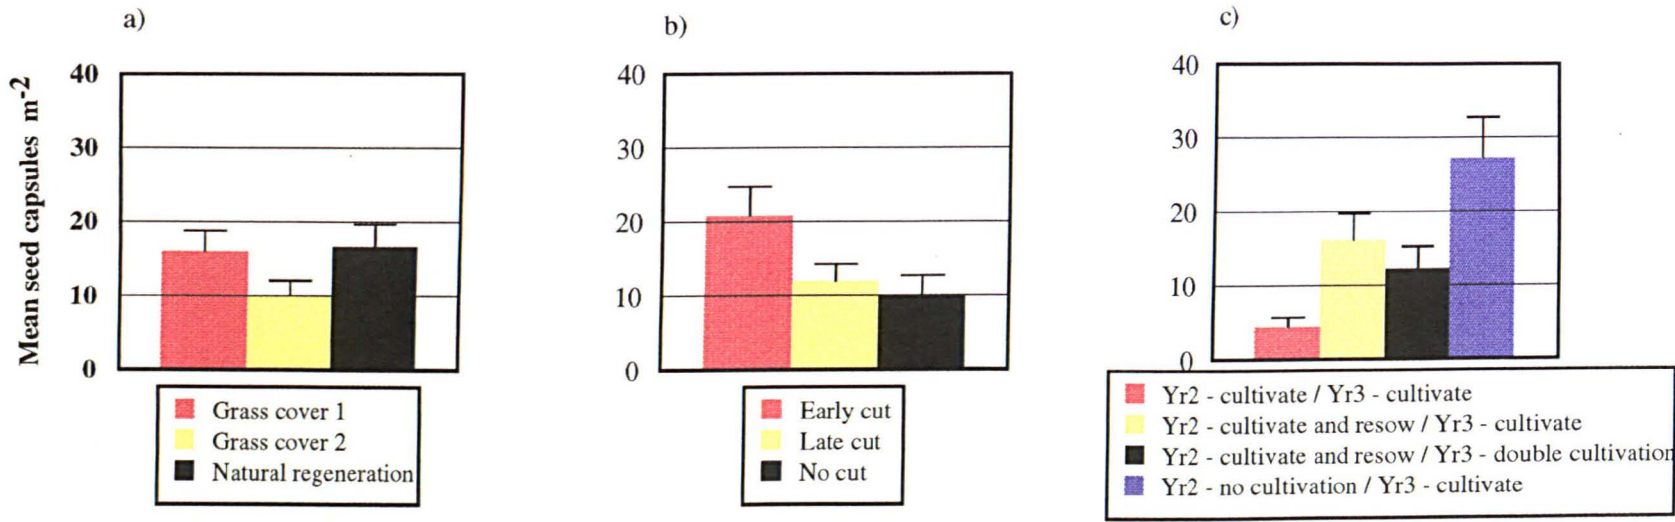 a)
Mean seed capsules m-2
40
30
20
10
0
Grass cover 1
Grass cover 2
Natural regeneration
b)
40
30
20
10
0
Early cut
Late cut
No cut
c)
40
30
20
10
0
Yr2 - cultivate / Yr3 - cultivate
Yr2 - cultivate and resow / Yr3 - cultivate
Yr2 - cultivate and resow / Yr3 - double cultivation
Yr2 - no cultivation / Yr3 - cultivate